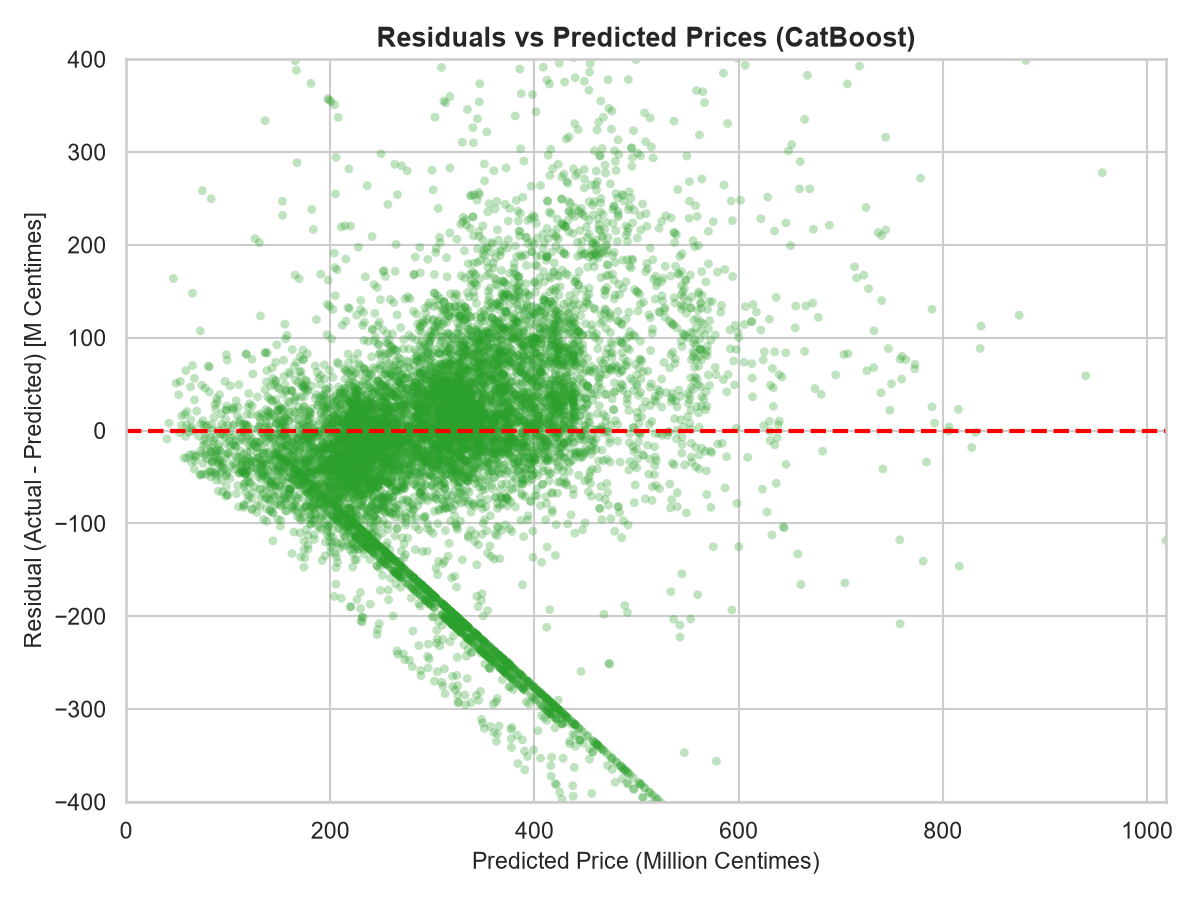 Residuals vs Predicted Prices (CatBoost)
Residual (Actual - Predicted) [M Centimes]
400
300
200
100
0
−100
−200
−300
−400
0 200 400 600 800 1000
Predicted Price (Million Centimes)